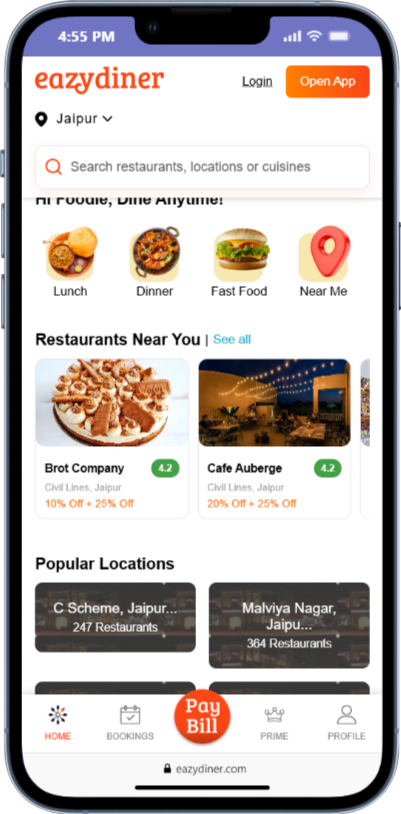 4:55 PM
eazydiner
Login
Open App
Jaipur
Search restaurants, locations or cuisines
Hi Foodie, Dine Anytime!
Lunch
Dinner
Fast Food
Near Me
Restaurants Near You | See all
Brot Company
4.2
Civil Lines, Jaipur
10% Off + 25% Off
Cafe Auberge
4.2
Civil Lines, Jaipur
20% Off + 25% Off
Popular Locations
C Scheme, Jaipur...
247 Restaurants
Malviya Nagar,
Jaipu...
364 Restaurants
HOME
BOOKINGS
Pay
Bill
PRIME
PROFILE
eazydiner.com